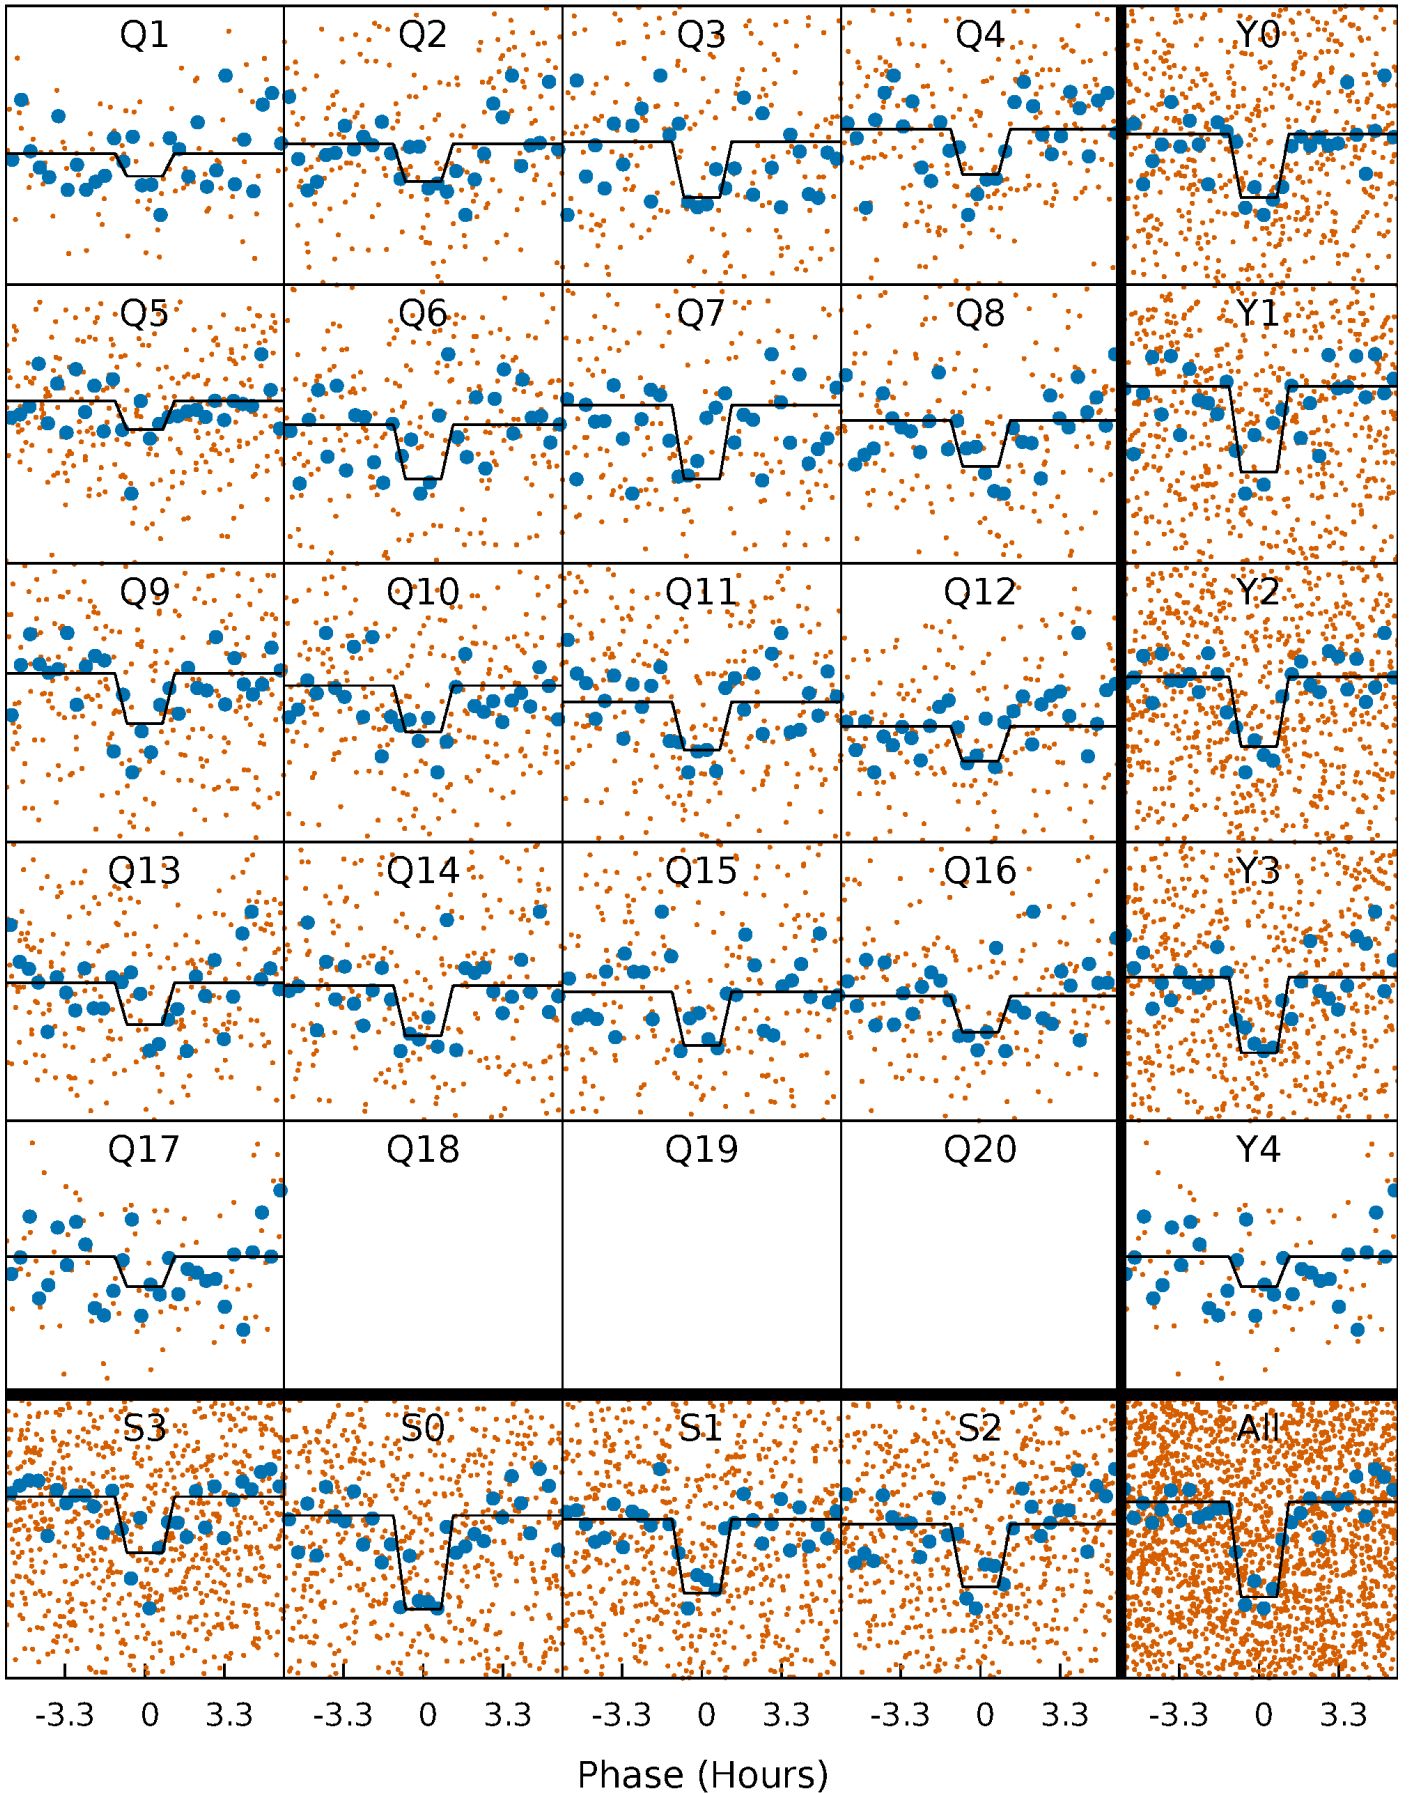 Q1 Q2 Q3 Q4 Y0
Q5 Q6 Q7 Q8 Y1
Q9 Q10 Q11 Q12 Y2
Q13 Q14 Q15 Q16 Y3
Q17 Q18 Q19 Q20 Y4
S3 S0 S1 S2 All
-3.3 0 3.3 -3.3 0 3.3 -3.3 0 3.3 -3.3 0 3.3 -3.3 0 3.3
Phase (Hours)